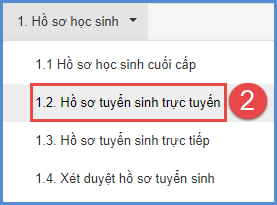 1. Hồ sơ học sinh
1.1 Hồ sơ học sinh cuối cấp
1.2. Hồ sơ tuyển sinh trực tuyến
2
1.3. Hồ sơ tuyển sinh trực tiếp
1.4. Xét duyệt hồ sơ tuyển sinh